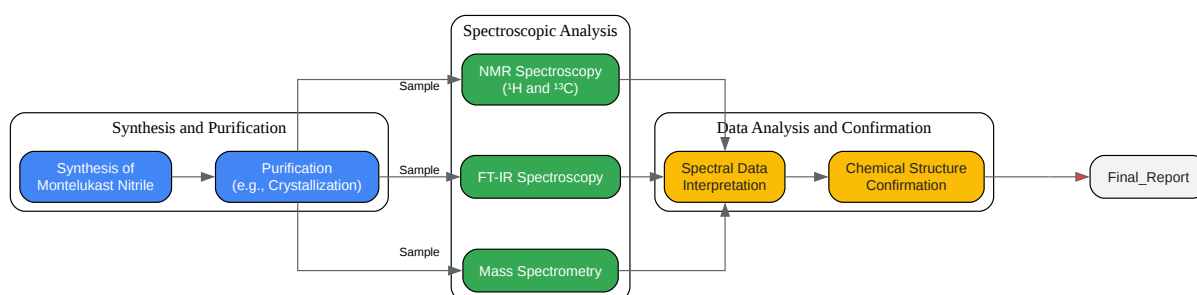 Synthesis and Purification
Synthesis of
Montelukast Nitrile
Purification
(e.g., Crystallization)
Sample
Sample
Sample
Spectroscopic Analysis
NMR Spectroscopy
(¹H and ¹³C)
FT-IR Spectroscopy
Mass Spectrometry
Data Analysis and Confirmation
Spectral Data
Interpretation
Chemical Structure
Confirmation
Final_Report